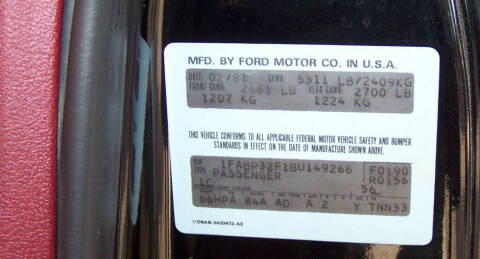 MFD. BY FORD MOTOR CO. IN U.S.A.
DATE: 02/81 GVWR: 5311 LB/2409KG
FRONT GAWR: 2661 LB REAR GAWR: 2700 LB
1207 KG 1224 KG
THIS VEHICLE CONFORMS TO ALL APPLICABLE FEDERAL MOTOR VEHICLE SAFETY AND BUMPER
STANDARDS IN EFFECT ON THE DATE OF MANUFACTURE SHOWN ABOVE.
VIN 1FABP32F1BU149266 F0190
TYPE PASSENGER R0156
1C 56
66HPA 84A AD A 2 Y TNN33